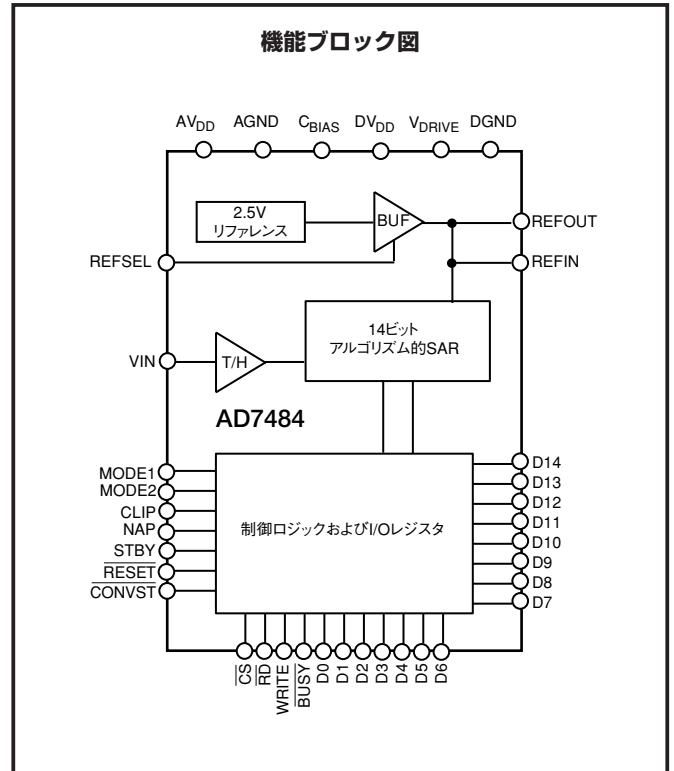 機能ブロック図
AVDD AGND CBIAS DVDD VDRIVE DGND
2.5V
リファレンス
BUF
REFOUT
REFSEL
REFIN
14ビット
アルゴリズム的SAR
VIN
T/H
AD7484
MODE1
MODE2
CLIP
NAP
STBY
RESET
CONVST
制御ロジックおよびI/Oレジスタ
D14
D13
D12
D11
D10
D9
D8
D7
CS
RD
WRITE
BUSY
D0
D1
D2
D3
D4
D5
D6